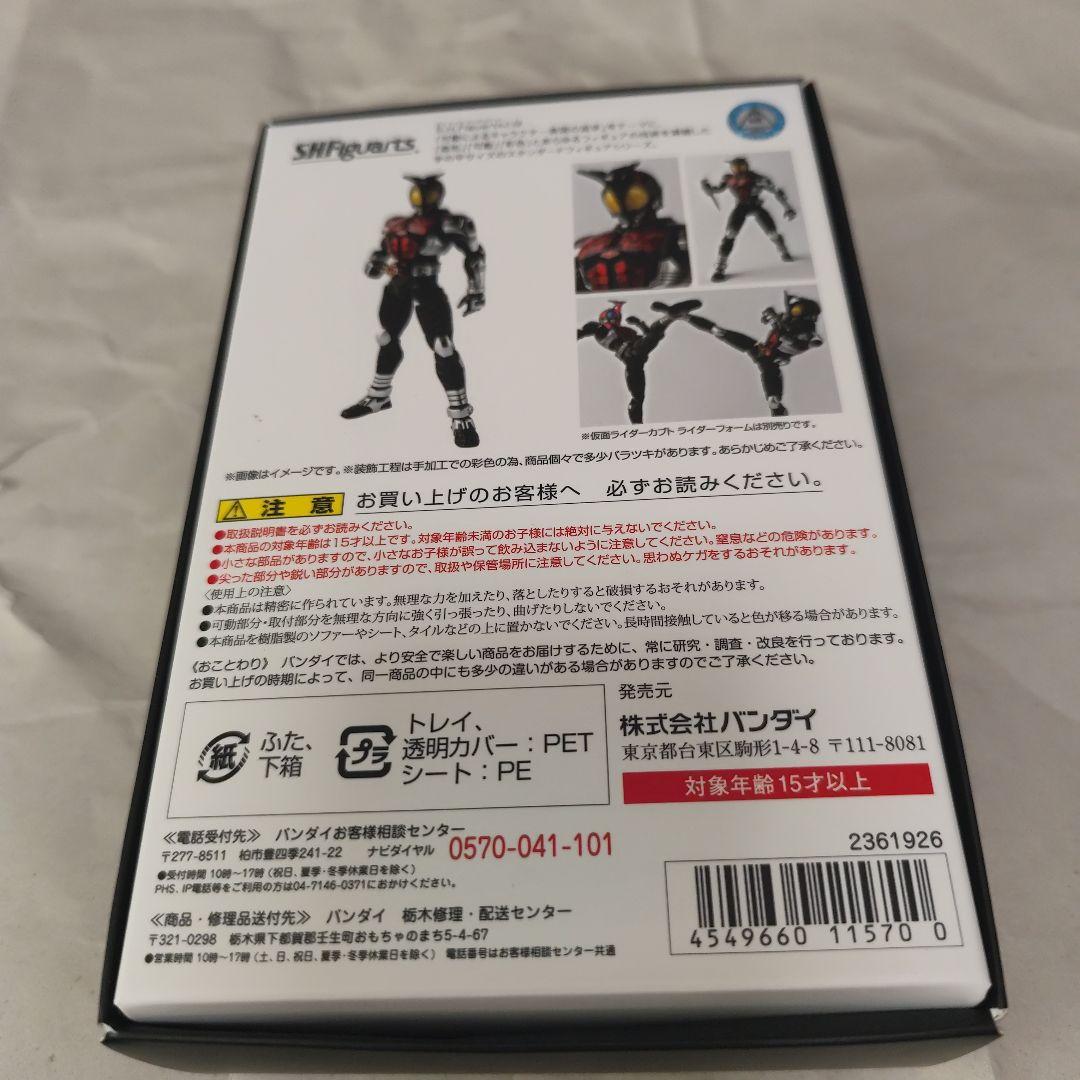 S.H.Figuarts
手の平サイズのスタンダードフィギュアシリーズ。
※仮面ライダーカブト ライダーフォームは別売りです。
※画像はイメージです。※装飾工程は手加工での彩色の為、商品個々で多少バラツキがあります。あらかじめご了承ください。
注意 お買い上げのお客様へ 必ずお読みください。
●取扱説明書を必ずお読みください。
●本商品の対象年齢は15才以上です。対象年齢未満のお子様には絶対に与えないでください。
●小さな部品がありますので、小さなお子様が誤って飲み込まないように注意してください。窒息などの危険があります。
●尖った部分や鋭い部分がありますので、取扱や保管場所に注意してください。思わぬケガをするおそれがあります。
〈使用上の注意〉
●本商品は精密に作られています。無理な力を加えたり、落としたりすると破損するおそれがあります。
●可動部分・取付部分を無理な方向に強く引っ張ったり、曲げたりしないでください。
●本商品を樹脂製のソファーやシート、タイルなどの上に置かないでください。長時間接触していると色が移る場合があります。
《おことわり》 バンダイでは、より安全で楽しい商品をお届けするために、常に研究・調査・改良を行っております。
お買い上げの時期によって、同一商品の中にも多少の違いがある場合がありますのでご了承ください。
紙 ふた、
下箱
プラ トレイ、
透明カバー:PET
シート:PE
発売元
株式会社バンダイ
東京都台東区駒形1-4-8 〒111-8081
対象年齢15才以上
≪電話受付先≫ バンダイお客様相談センター
〒277-8511 柏市豊四季241-22 ナビダイヤル 0570-041-101
●受付時間 10時~17時(祝日、夏季・冬季休業日を除く)
PHS、IP電話等をご利用の方は04-7146-0371におかけください。
≪商品・修理品送付先≫ バンダイ 栃木修理・配送センター
〒321-0298 栃木県下都賀郡壬生町おもちゃのまち5-4-67
●営業時間 10時~17時(土、日、祝日、夏季・冬季休業日を除く) 電話番号はお客様相談センター共通
2361926
4549660 11570 0